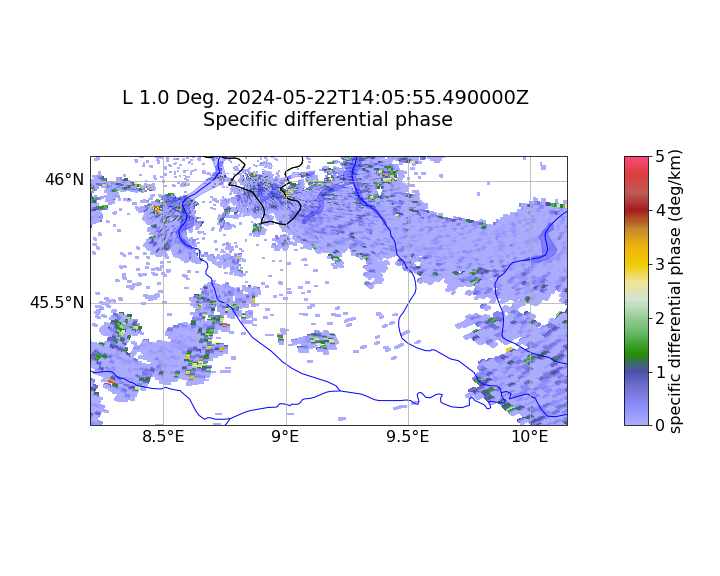 L 1.0 Deg. 2024-05-22T14:05:55.490000Z
Specific differential phase
46°N
45.5°N
8.5°E
9°E
9.5°E
10°E
5
4
3
2
1
0
specific differential phase (deg/km)